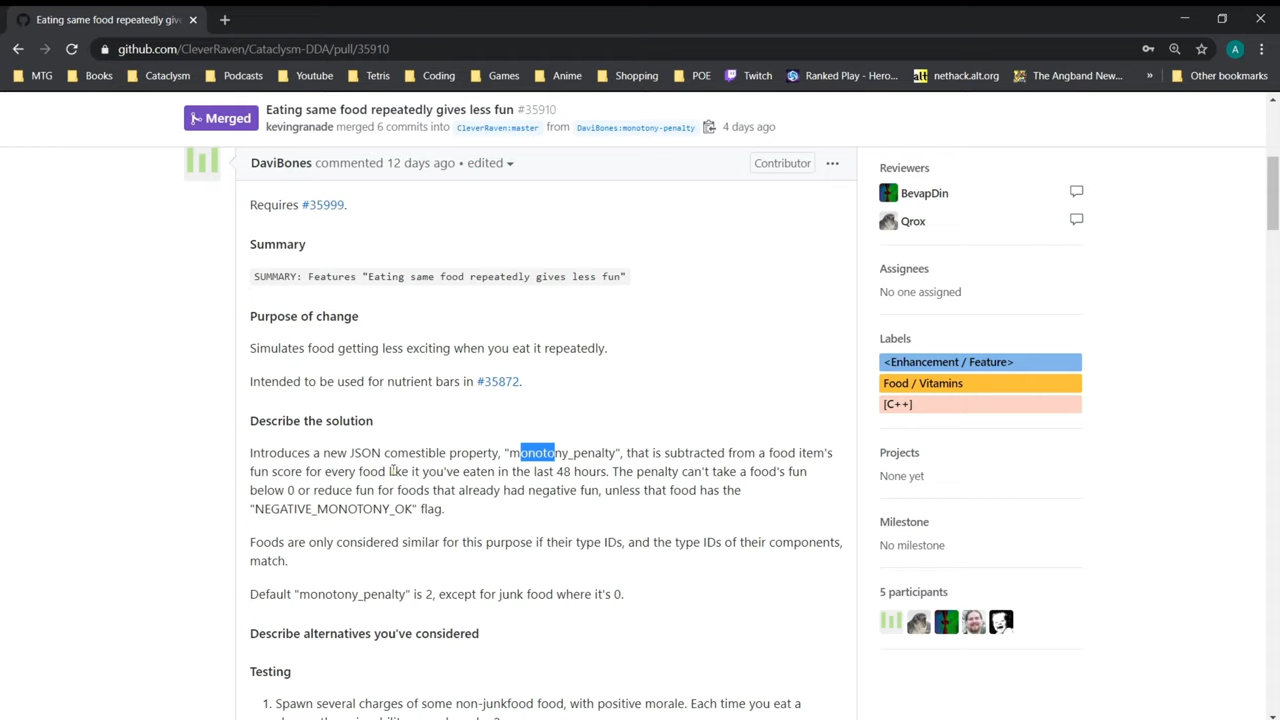 Eating same food repeatedly giv
github.com/CleverRaven/Cataclysm-DDA/pull/35910
A
MTG Books Cataclysm Podcasts Youtube Tetris Coding Games Anime Shopping POE Twitch Ranked Play - Hero... alt nethack.alt.org The Angband New... » Other bookmarks
Merged
Eating same food repeatedly gives less fun #35910
kevingranade merged 6 commits into CleverRaven:master from DaviBones:monotony-penalty 4 days ago
DaviBones commented 12 days ago • edited
Contributor
Requires #35999.
Summary
SUMMARY: Features "Eating same food repeatedly gives less fun"
Purpose of change
Simulates food getting less exciting when you eat it repeatedly.
Intended to be used for nutrient bars in #35872.
Describe the solution
Introduces a new JSON comestible property, "monotony_penalty", that is subtracted from a food item's
fun score for every food like it you've eaten in the last 48 hours. The penalty can't take a food's fun
below 0 or reduce fun for foods that already had negative fun, unless that food has the
"NEGATIVE_MONOTONY_OK" flag.
Foods are only considered similar for this purpose if their type IDs, and the type IDs of their components,
match.
Default "monotony_penalty" is 2, except for junk food where it's 0.
Describe alternatives you've considered
Testing
1. Spawn several charges of some non-junkfood food, with positive morale. Each time you eat a
Reviewers
BevapDin
Qrox
Assignees
No one assigned
Labels
<Enhancement / Feature>
Food / Vitamins
[C++]
Projects
None yet
Milestone
No milestone
5 participants